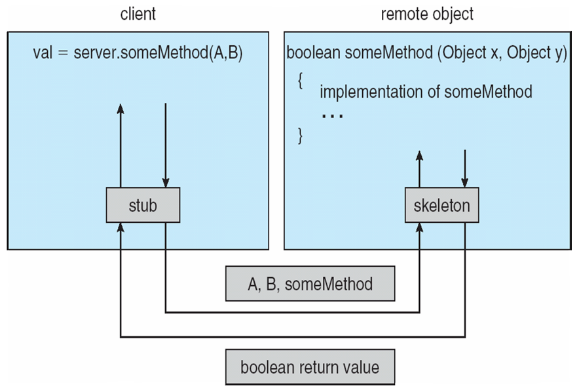 client
remote object
val = server.someMethod(A,B)
boolean someMethod (Object x, Object y)
{
implementation of someMethod
...
}
stub
skeleton
A, B, someMethod
boolean return value